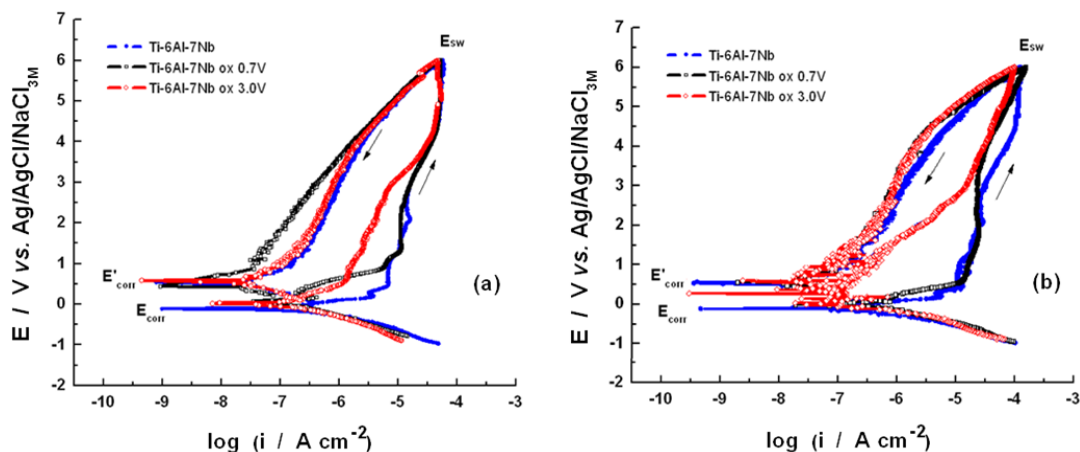 7
6
5
4
3
2
1
0
-1
-2
E / V vs. Ag/AgCl/NaCl3M
Ti-6Al-7Nb
Ti-6Al-7Nb ox 0.7V
Ti-6Al-7Nb ox 3.0V
ESW
E'corr
Ecorr
(a)
-10 -9 -8 -7 -6 -5 -4 -3
log (i / A cm-2)
7
6
5
4
3
2
1
0
-1
-2
E / V vs. Ag/AgCl/NaCl3M
Ti-6Al-7Nb
Ti-6Al-7Nb ox 0.7V
Ti-6Al-7Nb ox 3.0V
ESW
E'corr
Ecorr
(b)
-10 -9 -8 -7 -6 -5 -4 -3
log (i / A cm-2)